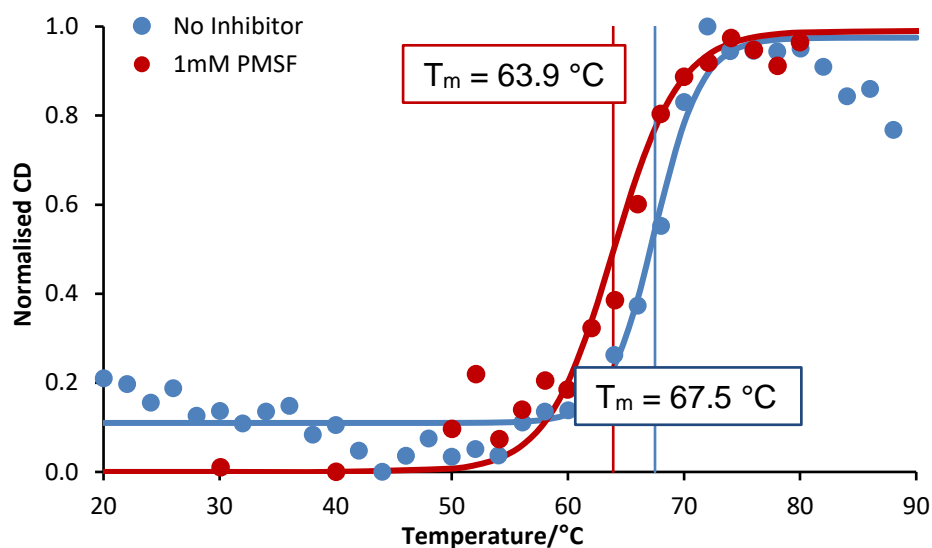 No Inhibitor
1mM PMSF
Tₘ = 63.9 °C
Tₘ = 67.5 °C
Normalised CD
1.0
0.8
0.6
0.4
0.2
0.0
20 30 40 50 60 70 80 90
Temperature/°C